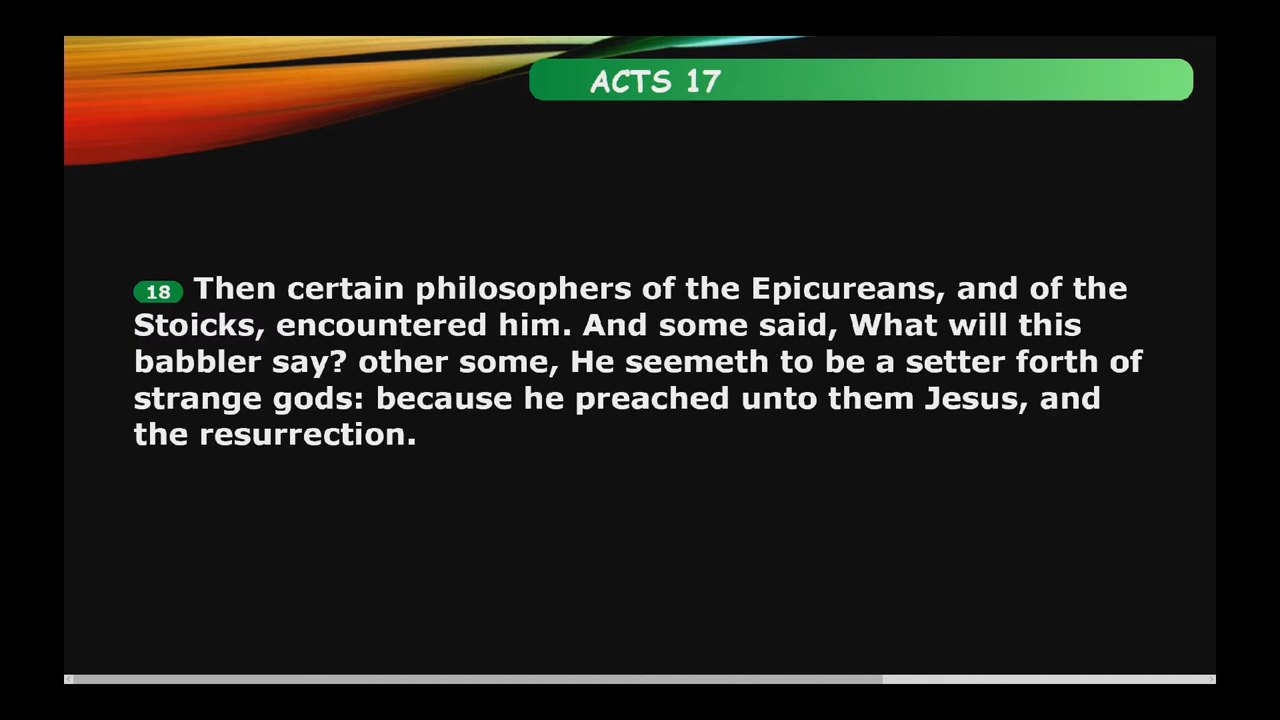 ACTS 17
18 Then certain philosophers of the Epicureans, and of the
Stoicks, encountered him. And some said, What will this
babbler say? other some, He seemeth to be a setter forth of
strange gods: because he preached unto them Jesus, and
the resurrection.